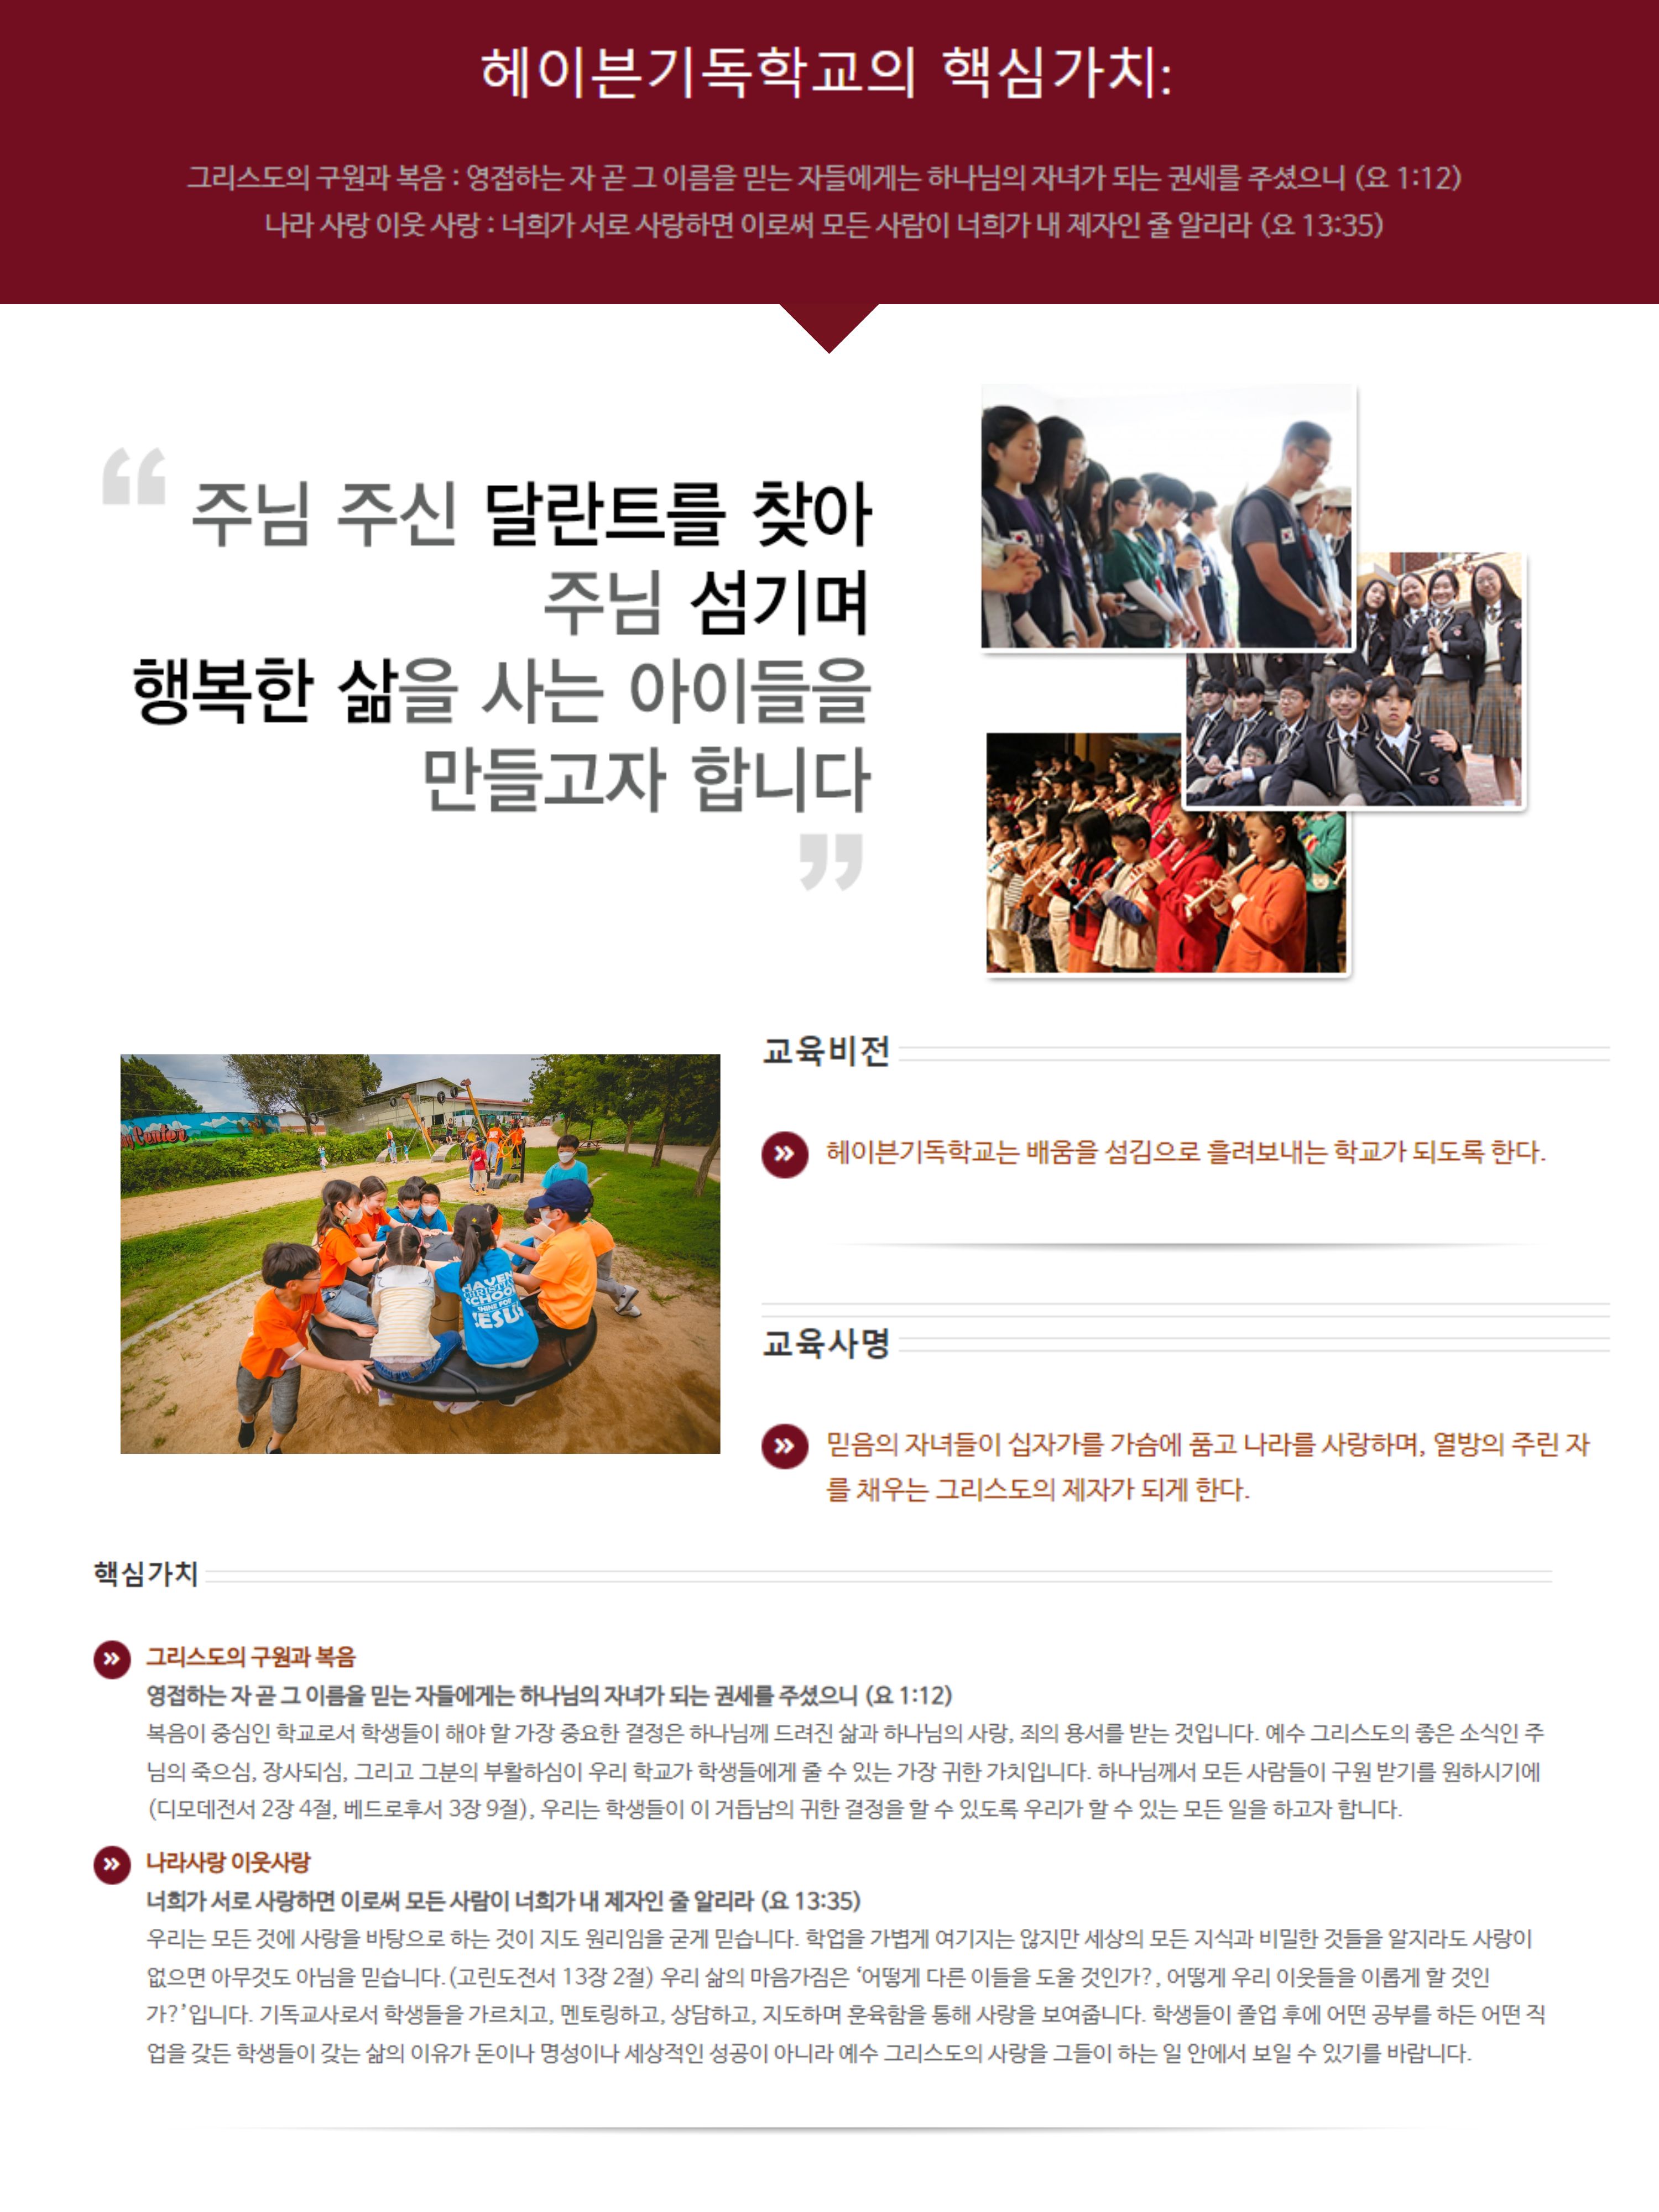 헤이븐기독학교의 핵심가치:
그리스도의 구원과 복음 : 영접하는 자 곧 그 이름을 믿는 자들에게는 하나님의 자녀가 되는 권세를 주셨으니 (요 1:12)
나라 사랑 이웃 사랑 : 너희가 서로 사랑하면 이로써 모든 사람이 너희가 내 제자인 줄 알리라 (요 13:35)
“주님 주신 달란트를 찾아
주님 섬기며
행복한 삶을 사는 아이들을
만들고자 합니다
”
교육비전
헤이븐기독학교는 배움을 섬김으로 흘려보내는 학교가 되도록 한다.
Center
HAVEN
CHRISTIAN
SCHOOL
SHINE FOR
JESUS
교육사명
믿음의 자녀들이 십자가를 가슴에 품고 나라를 사랑하며, 열방의 주린 자
를 채우는 그리스도의 제자가 되게 한다.
핵심가치
그리스도의 구원과 복음
영접하는 자 곧 그 이름을 믿는 자들에게는 하나님의 자녀가 되는 권세를 주셨으니 (요 1:12)
복음이 중심인 학교로서 학생들이 해야 할 가장 중요한 결정은 하나님께 드려진 삶과 하나님의 사랑, 죄의 용서를 받는 것입니다. 예수 그리스도의 좋은 소식인 주
님의 죽으심, 장사되심, 그리고 그분의 부활하심이 우리 학교가 학생들에게 줄 수 있는 가장 귀한 가치입니다. 하나님께서 모든 사람들이 구원 받기를 원하시기에
(디모데전서 2장 4절, 베드로후서 3장 9절), 우리는 학생들이 이 거듭남의 귀한 결정을 할 수 있도록 우리가 할 수 있는 모든 일을 하고자 합니다.
나라사랑 이웃사랑
너희가 서로 사랑하면 이로써 모든 사람이 너희가 내 제자인 줄 알리라 (요 13:35)
우리는 모든 것에 사랑을 바탕으로 하는 것이 지도 원리임을 굳게 믿습니다. 학업을 가볍게 여기지는 않지만 세상의 모든 지식과 비밀한 것들을 알지라도 사랑이
없으면 아무것도 아님을 믿습니다.(고린도전서 13장 2절) 우리 삶의 마음가짐은 ‘어떻게 다른 이들을 도울 것인가?, 어떻게 우리 이웃들을 이롭게 할 것인
가?’입니다. 기독교사로서 학생들을 가르치고, 멘토링하고, 상담하고, 지도하며 훈육함을 통해 사랑을 보여줍니다. 학생들이 졸업 후에 어떤 공부를 하든 어떤 직
업을 갖든 학생들이 갖는 삶의 이유가 돈이나 명성이나 세상적인 성공이 아니라 예수 그리스도의 사랑을 그들이 하는 일 안에서 보일 수 있기를 바랍니다.